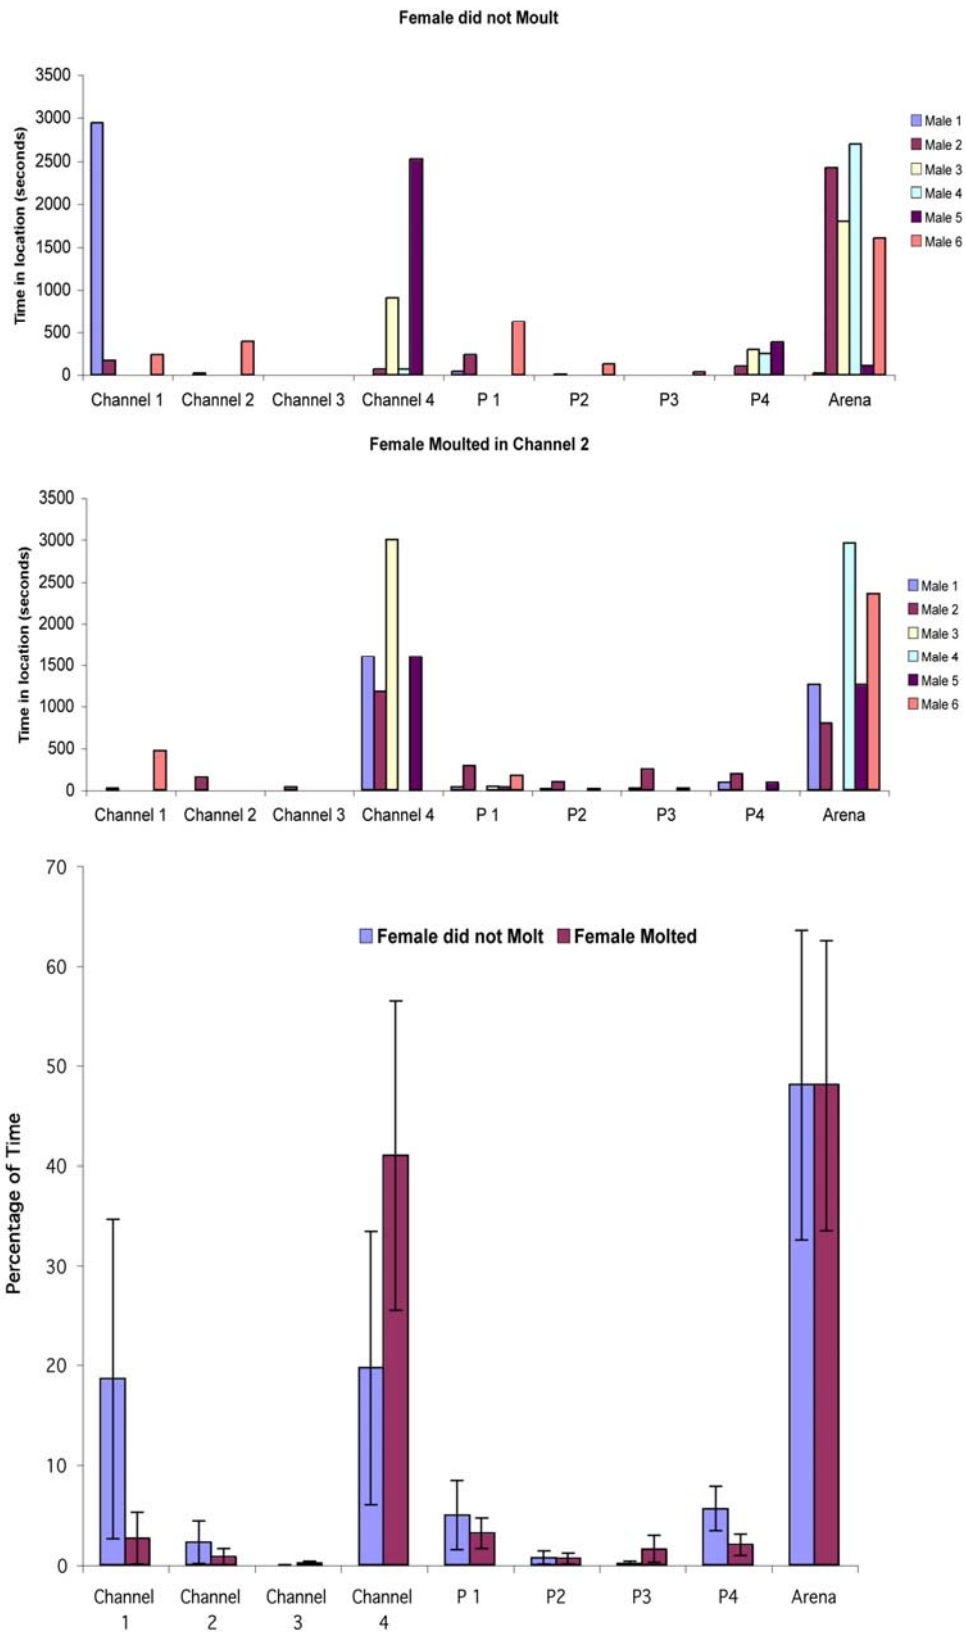 Female did not Moult
3500
3000
2500
2000
1500
1000
500
0
Time in location (seconds)
Channel 1 Channel 2 Channel 3 Channel 4 P 1 P2 P3 P4 Arena
Male 1
Male 2
Male 3
Male 4
Male 5
Male 6
Female Moulted in Channel 2
3500
3000
2500
2000
1500
1000
500
0
Time in location (seconds)
Channel 1 Channel 2 Channel 3 Channel 4 P 1 P2 P3 P4 Arena
Male 1
Male 2
Male 3
Male 4
Male 5
Male 6
70
60
50
40
30
20
10
0
Percentage of Time
Female did not Molt Female Molted
Channel Channel Channel Channel P 1 P2 P3 P4 Arena
1 2 3 4